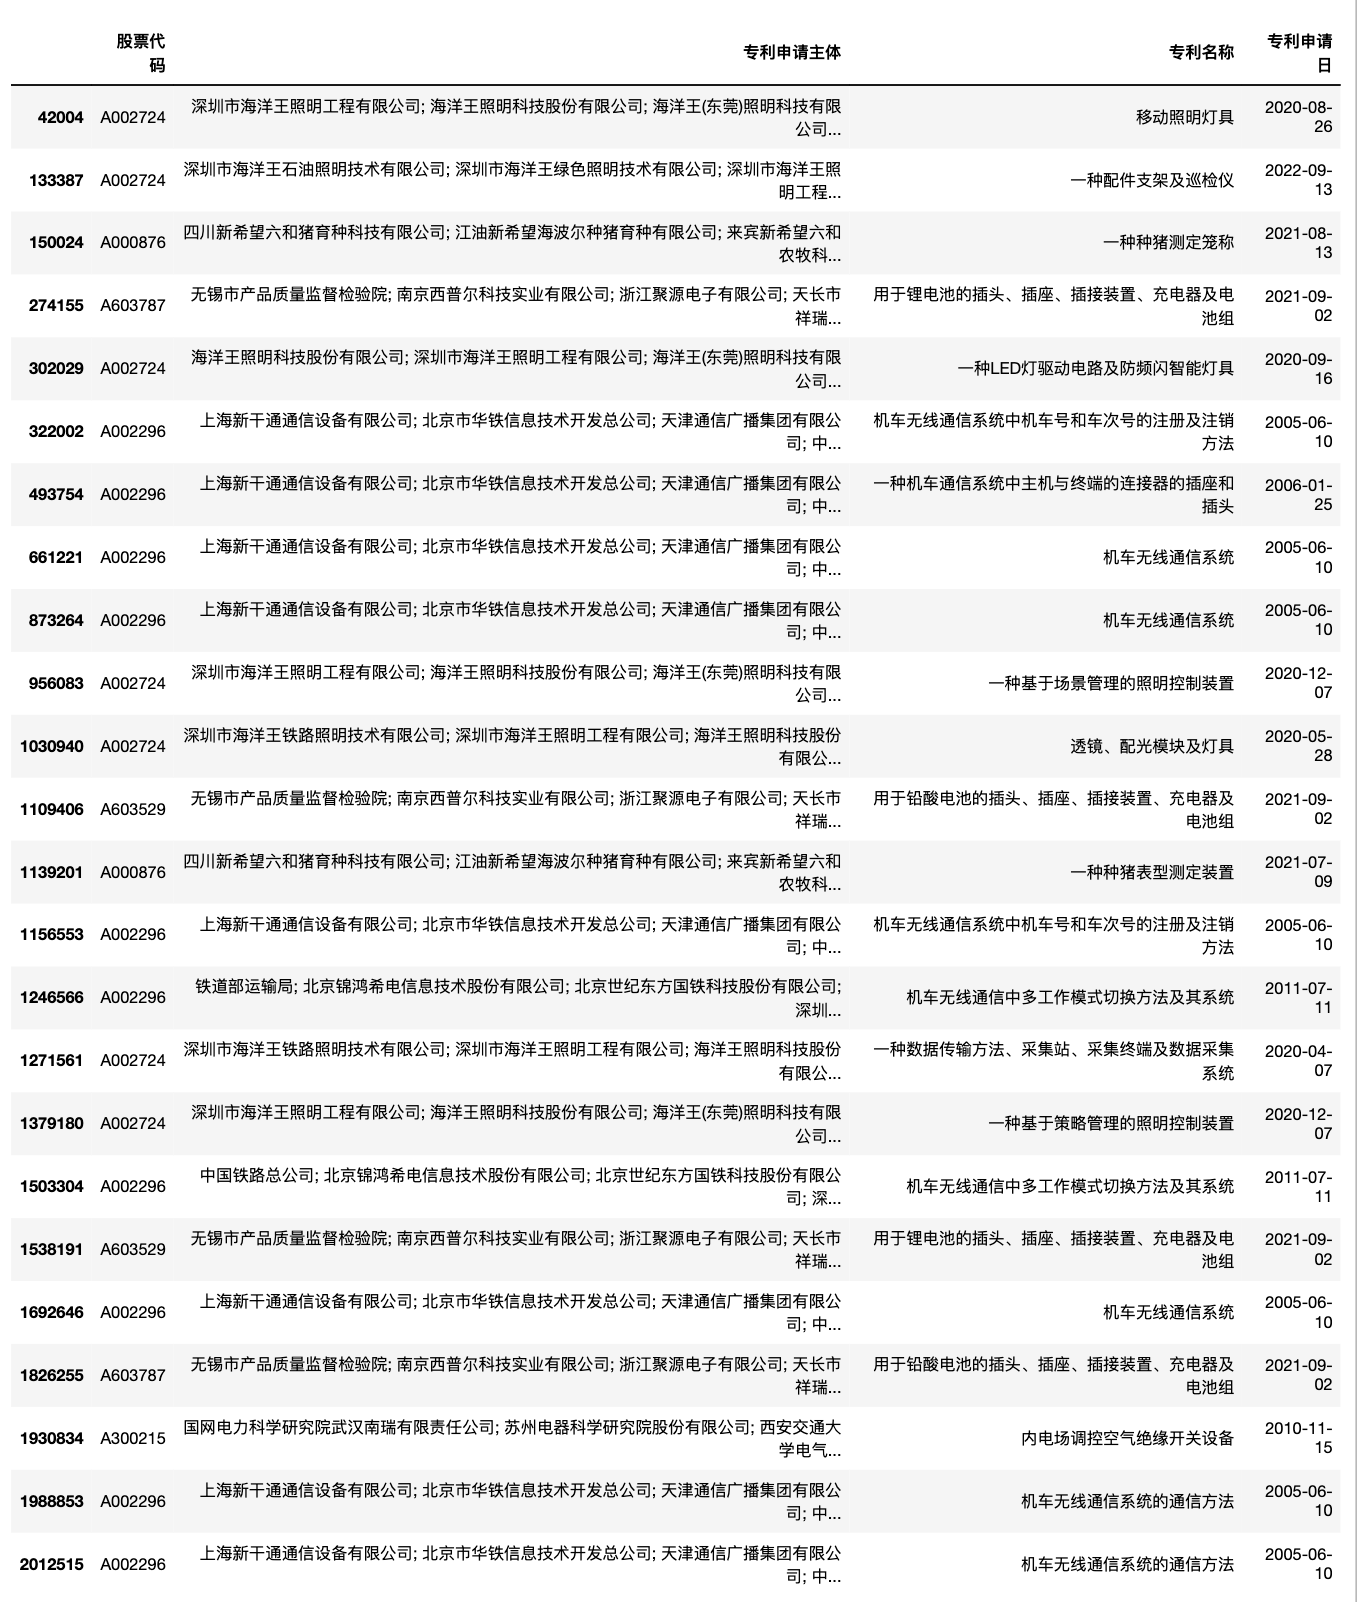 股票代码 专利申请主体 专利名称 专利申请日
42004 A002724 深圳市海洋王照明工程有限公司; 海洋王照明科技股份有限公司; 海洋王(东莞)照明科技有限公司... 移动照明灯具 2020-08-26
133387 A002724 深圳市海洋王石油照明技术有限公司; 深圳市海洋王绿色照明技术有限公司; 深圳市海洋王照明工程... 一种配件支架及巡检仪 2022-09-13
150024 A000876 四川新希望六和猪育种科技有限公司; 江油新希望海波尔种猪育种有限公司; 来宾新希望六和农牧科... 一种种猪测定笼称 2021-08-13
274155 A603787 无锡市产品质量监督检验院; 南京西普尔科技实业有限公司; 浙江聚源电子有限公司; 天长市祥瑞... 用于锂电池的插头、插座、插接装置、充电器及电池组 2021-09-02
302029 A002724 海洋王照明科技股份有限公司; 深圳市海洋王照明工程有限公司; 海洋王(东莞)照明科技有限公司... 一种LED灯驱动电路及防频闪智能灯具 2020-09-16
322002 A002296 上海新干通通信设备有限公司; 北京市华铁信息技术开发总公司; 天津通信广播集团有限公司; 中... 机车无线通信系统中机车号和车次号的注册及注销方法 2005-06-10
493754 A002296 上海新干通通信设备有限公司; 北京市华铁信息技术开发总公司; 天津通信广播集团有限公司; 中... 一种机车通信系统中主机与终端的连接器的插座和插头 2006-01-25
661221 A002296 上海新干通通信设备有限公司; 北京市华铁信息技术开发总公司; 天津通信广播集团有限公司; 中... 机车无线通信系统 2005-06-10
873264 A002296 上海新干通通信设备有限公司; 北京市华铁信息技术开发总公司; 天津通信广播集团有限公司; 中... 机车无线通信系统 2005-06-10
956083 A002724 深圳市海洋王照明工程有限公司; 海洋王照明科技股份有限公司; 海洋王(东莞)照明科技有限公司... 一种基于场景管理的照明控制装置 2020-12-07
1030940 A002724 深圳市海洋王铁路照明技术有限公司; 深圳市海洋王照明工程有限公司; 海洋王照明科技股份有限公... 透镜、配光模块及灯具 2020-05-28
1109406 A603529 无锡市产品质量监督检验院; 南京西普尔科技实业有限公司; 浙江聚源电子有限公司; 天长市祥瑞... 用于铅酸电池的插头、插座、插接装置、充电器及电池组 2021-09-02
1139201 A000876 四川新希望六和猪育种科技有限公司; 江油新希望海波尔种猪育种有限公司; 来宾新希望六和农牧科... 一种种猪表型测定装置 2021-07-09
1156553 A002296 上海新干通通信设备有限公司; 北京市华铁信息技术开发总公司; 天津通信广播集团有限公司; 中... 机车无线通信系统中机车号和车次号的注册及注销方法 2005-06-10
1246566 A002296 铁道部运输局; 北京锦鸿希电信息技术股份有限公司; 北京世纪东方国铁科技股份有限公司; 深圳... 机车无线通信中多工作模式切换方法及其系统 2011-07-11
1271561 A002724 深圳市海洋王铁路照明技术有限公司; 深圳市海洋王照明工程有限公司; 海洋王照明科技股份有限公... 一种数据传输方法、采集站、采集终端及数据采集系统 2020-04-07
1379180 A002724 深圳市海洋王照明工程有限公司; 海洋王照明科技股份有限公司; 海洋王(东莞)照明科技有限公司... 一种基于策略管理的照明控制装置 2020-12-07
1503304 A002296 中国铁路总公司; 北京锦鸿希电信息技术股份有限公司; 北京世纪东方国铁科技股份有限公司; 深... 机车无线通信中多工作模式切换方法及其系统 2011-07-11
1538191 A603529 无锡市产品质量监督检验院; 南京西普尔科技实业有限公司; 浙江聚源电子有限公司; 天长市祥瑞... 用于锂电池的插头、插座、插接装置、充电器及电池组 2021-09-02
1692646 A002296 上海新干通通信设备有限公司; 北京市华铁信息技术开发总公司; 天津通信广播集团有限公司; 中... 机车无线通信系统 2005-06-10
1826255 A603787 无锡市产品质量监督检验院; 南京西普尔科技实业有限公司; 浙江聚源电子有限公司; 天长市祥瑞... 用于铅酸电池的插头、插座、插接装置、充电器及电池组 2021-09-02
1930834 A300215 国网电力科学研究院武汉南瑞有限责任公司; 苏州电器科学研究院股份有限公司; 西安交通大学电气... 内电场调控空气绝缘开关设备 2010-11-15
1988853 A002296 上海新干通通信设备有限公司; 北京市华铁信息技术开发总公司; 天津通信广播集团有限公司; 中... 机车无线通信系统的通信方法 2005-06-10
2012515 A002296 上海新干通通信设备有限公司; 北京市华铁信息技术开发总公司; 天津通信广播集团有限公司; 中... 机车无线通信系统的通信方法 2005-06-10